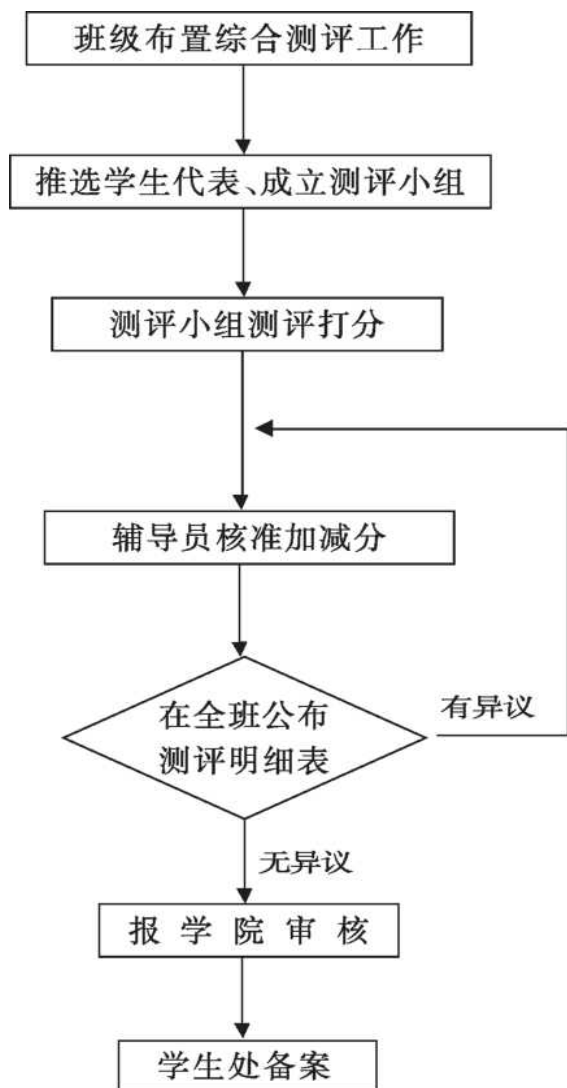 班级布置综合测评工作
推选学生代表、成立测评小组
测评小组测评打分
辅导员核准加减分
在全班公布
测评明细表
有异议
无异议
报学院审核
学生处备案